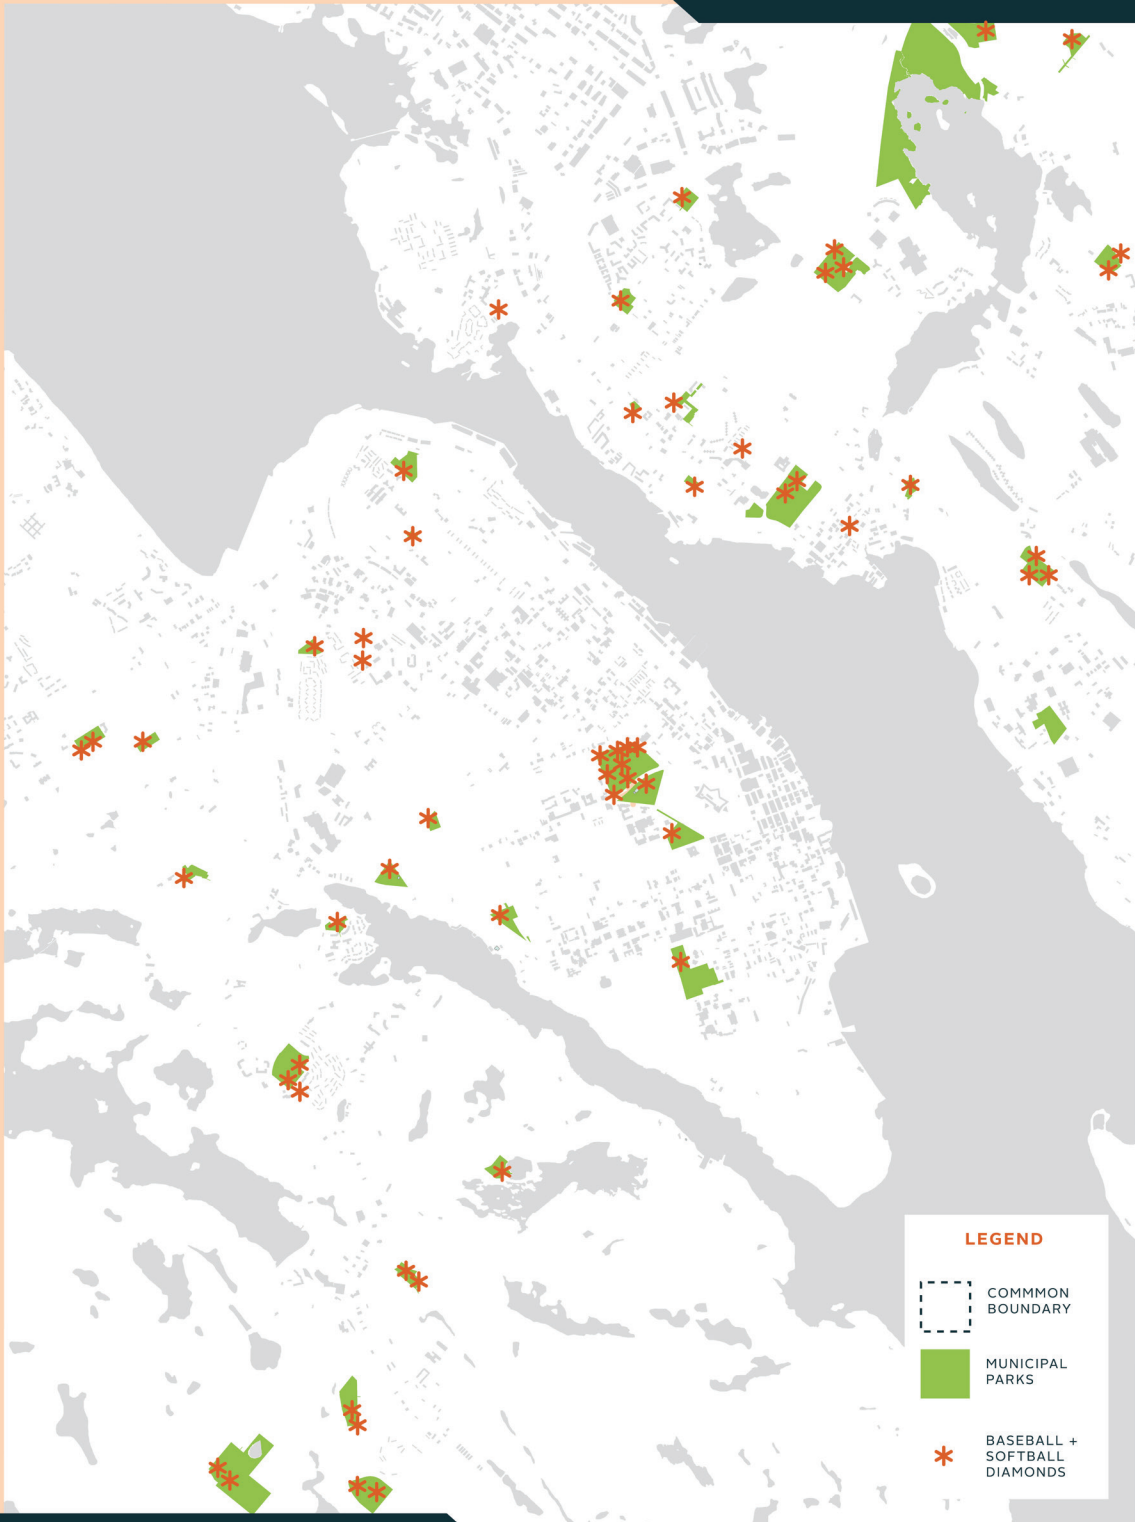 LEGEND
COMMMON
BOUNDARY
MUNICIPAL
PARKS
BASEBALL +
SOFTBALL
DIAMONDS